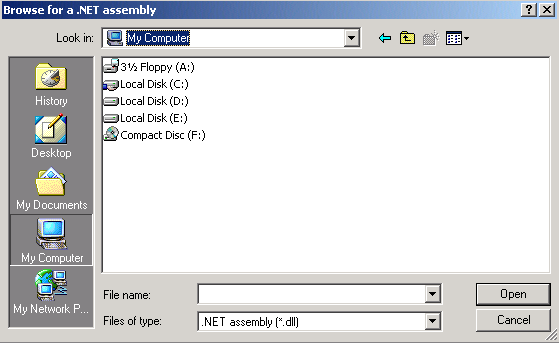 Browse for a .NET assembly
Look in: My Computer
History
Desktop
My Documents
My Computer
My Network P...
3½ Floppy (A:)
Local Disk (C:)
Local Disk (D:)
Local Disk (E:)
Compact Disc (F:)
File name: Open
Files of type: .NET assembly (*.dll) Cancel